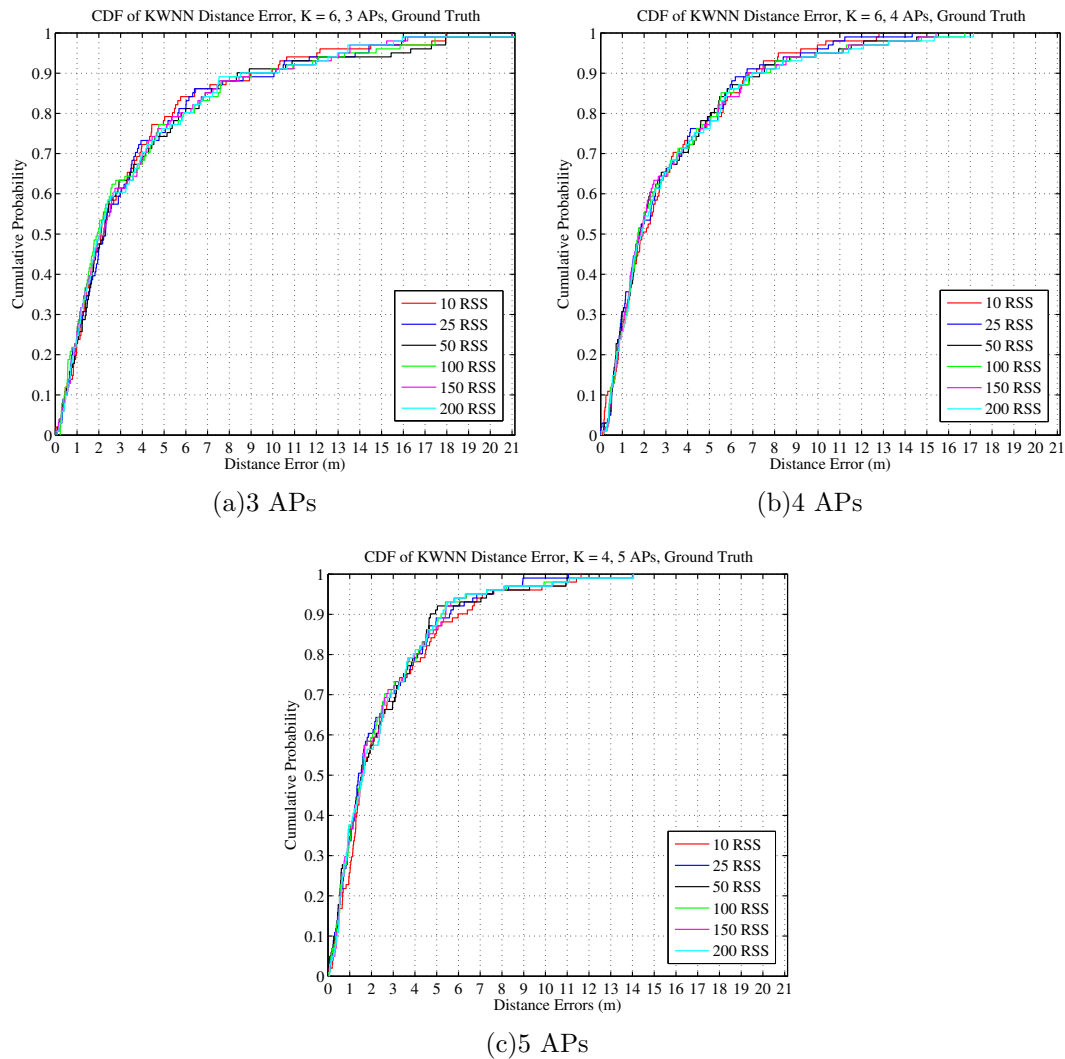 CDF of KWNN Distance Error, K = 6, 3 APs, Ground Truth
Cumulative Probability
1
0.9
0.8
0.7
0.6
0.5
0.4
0.3
0.2
0.1
0
10 RSS
25 RSS
50 RSS
100 RSS
150 RSS
200 RSS
0 1 2 3 4 5 6 7 8 9 10 11 12 13 14 15 16 17 18 19 20 21
Distance Error (m)
(a)3 APs
CDF of KWNN Distance Error, K = 6, 4 APs, Ground Truth
Cumulative Probability
1
0.9
0.8
0.7
0.6
0.5
0.4
0.3
0.2
0.1
0
10 RSS
25 RSS
50 RSS
100 RSS
150 RSS
200 RSS
0 1 2 3 4 5 6 7 8 9 10 11 12 13 14 15 16 17 18 19 20 21
Distance Error (m)
(b)4 APs
CDF of KWNN Distance Error, K = 4, 5 APs, Ground Truth
Cumulative Probability
1
0.9
0.8
0.7
0.6
0.5
0.4
0.3
0.2
0.1
0
10 RSS
25 RSS
50 RSS
100 RSS
150 RSS
200 RSS
0 1 2 3 4 5 6 7 8 9 10 11 12 13 14 15 16 17 18 19 20 21
Distance Errors (m)
(c)5 APs